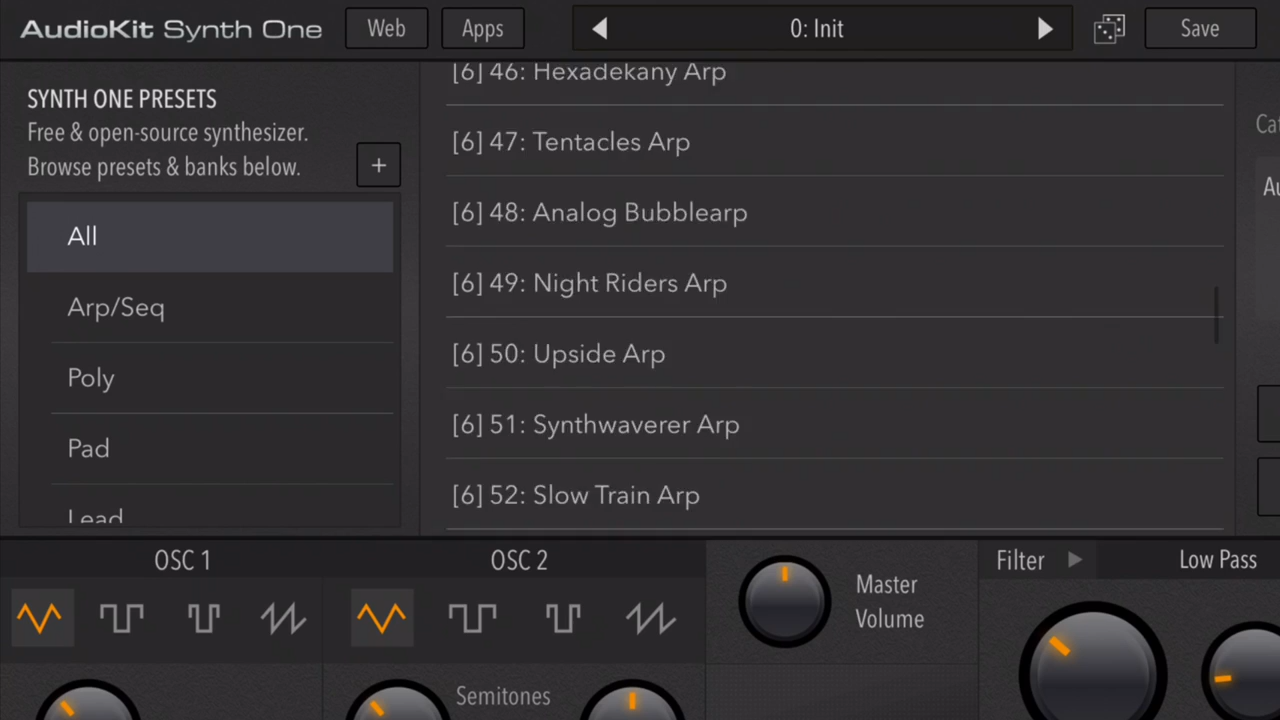 AudioKit Synth One
Web
Apps
0: Init
Save
SYNTH ONE PRESETS
Free & open-source synthesizer.
Browse presets & banks below.
+
All
Arp/Seq
Poly
Pad
Lead
[6] 46: Hexadekany Arp
[6] 47: Tentacles Arp
[6] 48: Analog Bubblearp
[6] 49: Night Riders Arp
[6] 50: Upside Arp
[6] 51: Synthwaverer Arp
[6] 52: Slow Train Arp
OSC 1
OSC 2
Semitones
Master
Volume
Filter
Low Pass